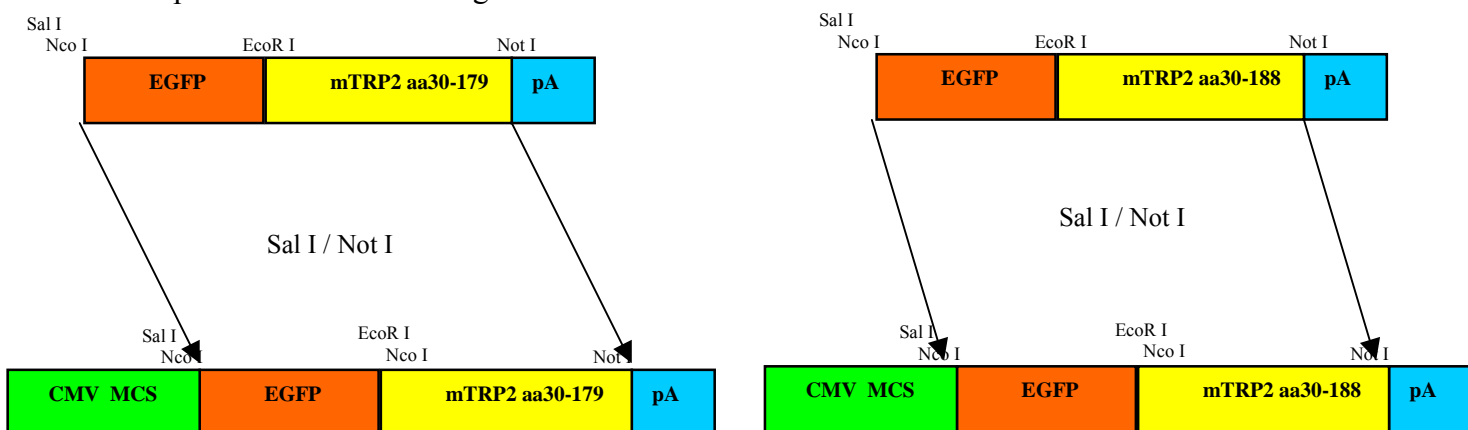 Sal I
Nco I EcoR I Not I
EGFP mTRP2 aa30-179 pA
Sal I / Not I
Sal I
EcoR I
Nco I Nco I Not I
CMV MCS EGFP mTRP2 aa30-179 pA
Sal I
Nco I EcoR I Not I
EGFP mTRP2 aa30-188 pA
Sal I / Not I
Sal I
EcoR I
Nco I Nco I Not I
CMV MCS EGFP mTRP2 aa30-188 pA